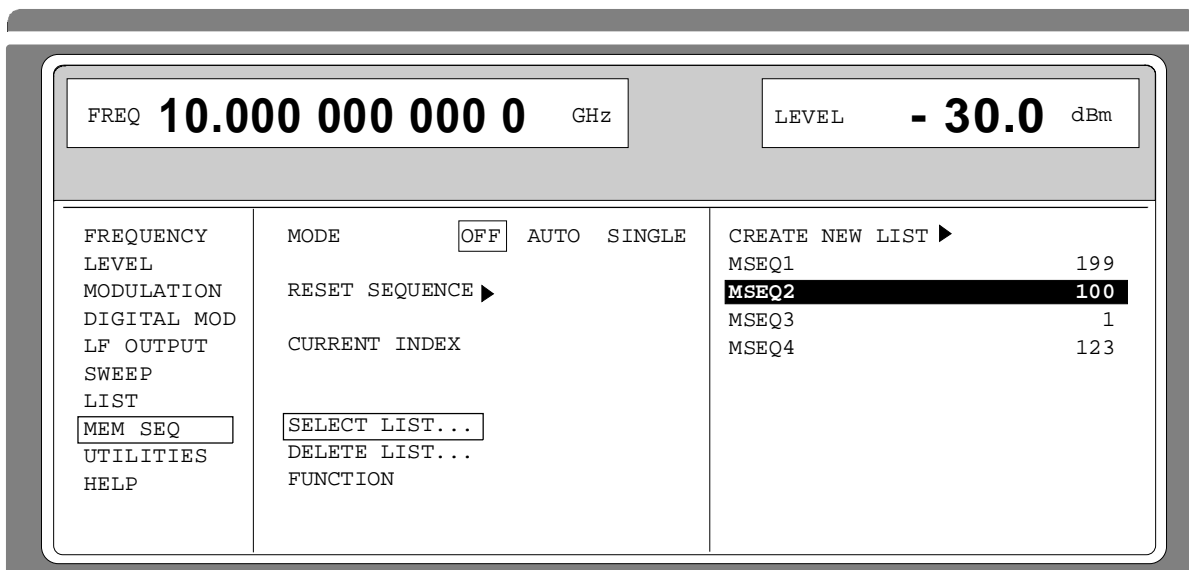 FREQ 10.000 000 000 0 GHz
LEVEL - 30.0 dBm
FREQUENCY
LEVEL
MODULATION
DIGITAL MOD
LF OUTPUT
SWEEP
LIST
MEM SEQ
UTILITIES
HELP
MODE OFF AUTO SINGLE
RESET SEQUENCE
CURRENT INDEX
SELECT LIST...
DELETE LIST...
FUNCTION
CREATE NEW LIST
MSEQ1 199
MSEQ2 100
MSEQ3 1
MSEQ4 123